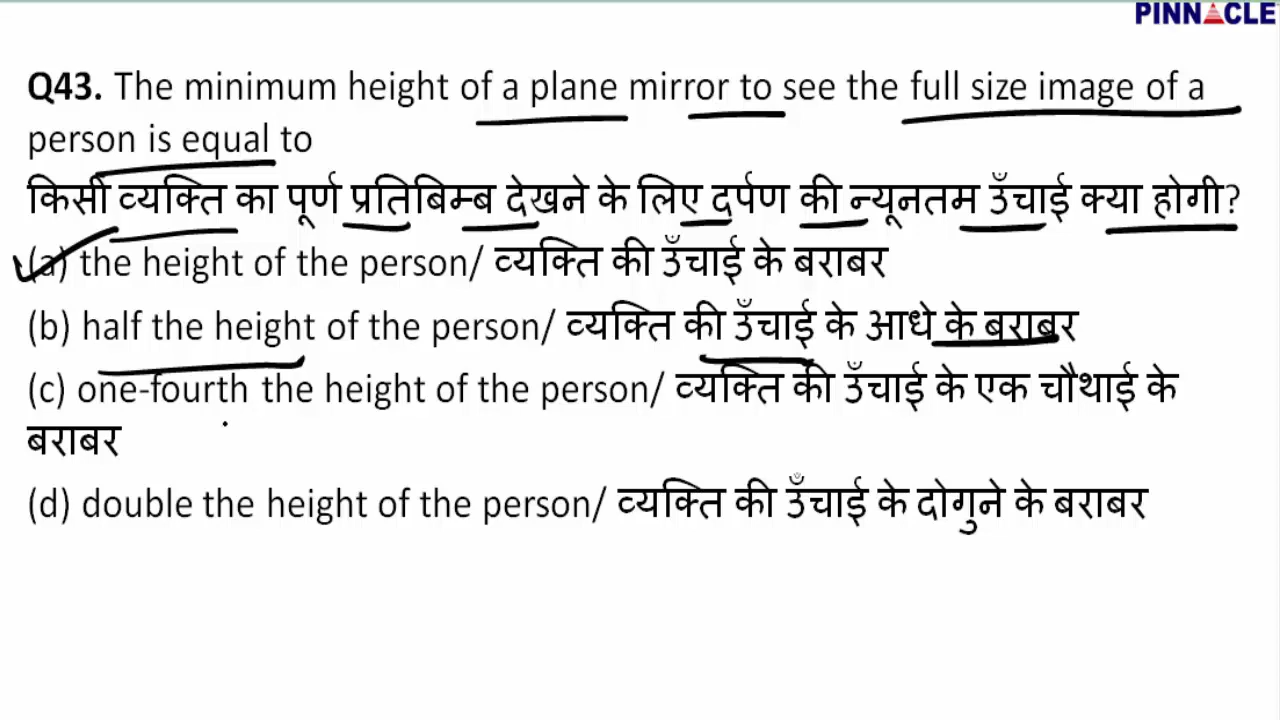 PINNACLE
Q43. The minimum height of a plane mirror to see the full size image of a
person is equal to
किसी व्यक्ति का पूर्ण प्रतिबिम्ब देखने के लिए दर्पण की न्यूनतम उँचाई क्या होगी?
(a) the height of the person/ व्यक्ति की उँचाई के बराबर
(b) half the height of the person/ व्यक्ति की उँचाई के आधे के बराबर
(c) one-fourth the height of the person/ व्यक्ति की उँचाई के एक चौथाई के
बराबर
(d) double the height of the person/ व्यक्ति की उँचाई के दोगुने के बराबर